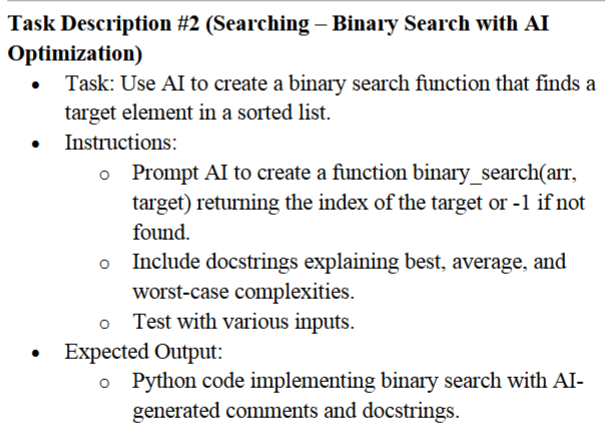 Task Description #2 (Searching – Binary Search with AI
Optimization)
• Task: Use AI to create a binary search function that finds a
target element in a sorted list.
• Instructions:
o Prompt AI to create a function binary_search(arr,
target) returning the index of the target or -1 if not
found.
o Include docstrings explaining best, average, and
worst-case complexities.
o Test with various inputs.
• Expected Output:
o Python code implementing binary search with AI-
generated comments and docstrings.